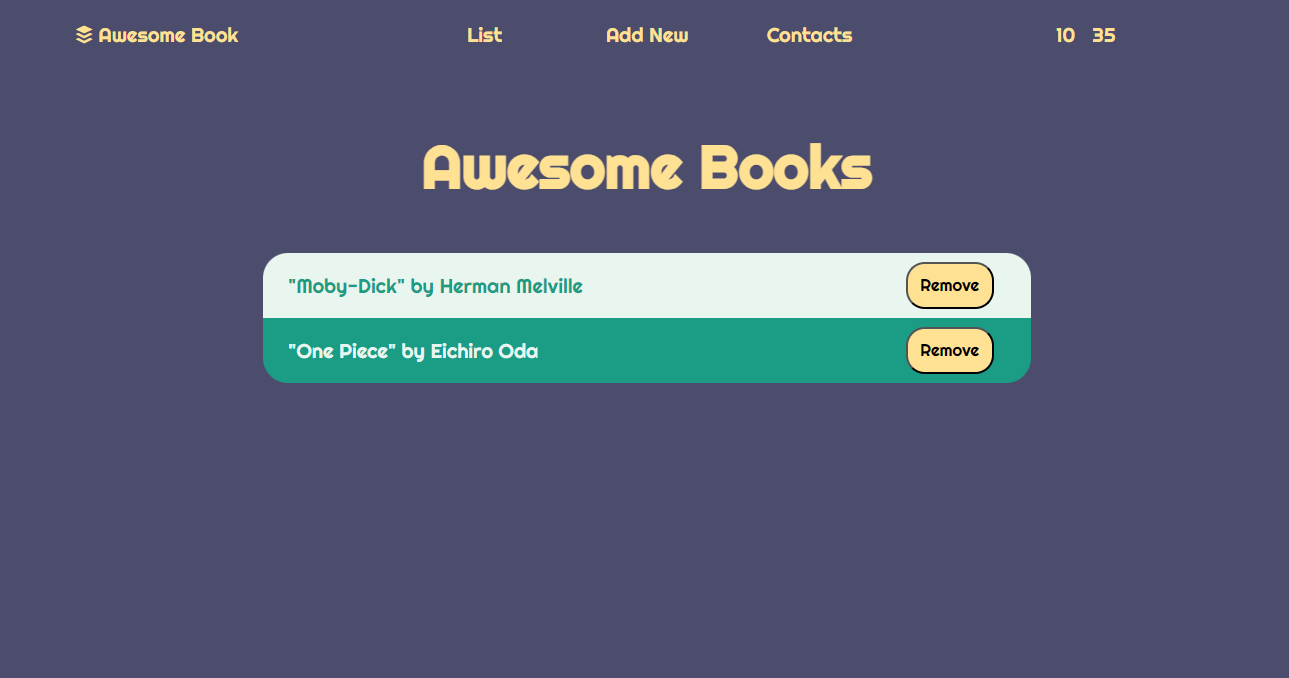 Awesome Book List Add New Contacts 10 35
Awesome Books
"Moby-Dick" by Herman Melville Remove
"One Piece" by Eichiro Oda Remove